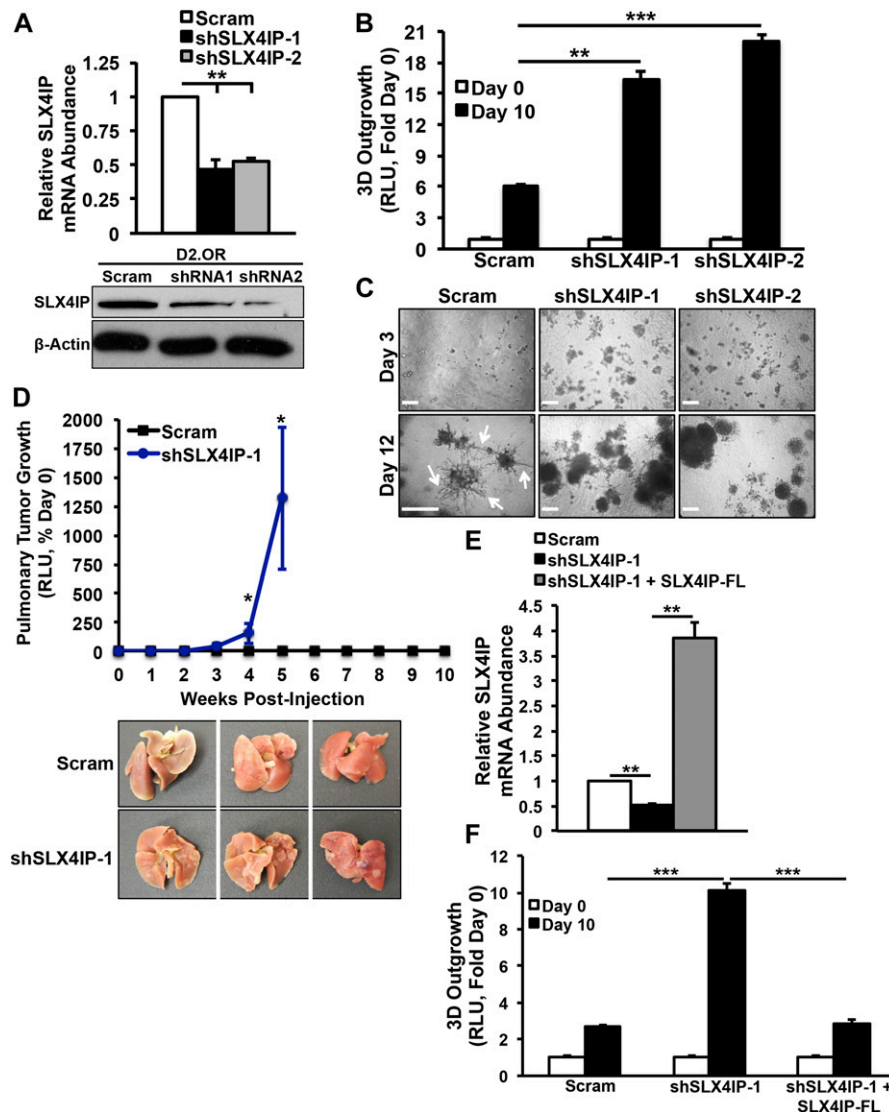 A
Scram
shSLX4IP-1
shSLX4IP-2
Relative SLX4IP
mRNA Abundance
1.25
1
0.75
0.5
0.25
0
**
D2.OR
Scram shRNA1 shRNA2
SLX4IP
β-Actin
B
3D Outgrowth
(RLU, Fold Day 0)
21
18
15
12
9
6
3
0
Day 0
Day 10
***
**
Scram shSLX4IP-1 shSLX4IP-2
C
Scram shSLX4IP-1 shSLX4IP-2
Day 3
Day 12
D
Scram
shSLX4IP-1
Pulmonary Tumor Growth
(RLU, % Day 0)
2000
1750
1500
1250
1000
750
500
250
0
*
*
0 1 2 3 4 5 6 7 8 9 10
Weeks Post-Injection
Scram
shSLX4IP-1
E
Scram
shSLX4IP-1
shSLX4IP-1 + SLX4IP-FL
Relative SLX4IP
mRNA Abundance
4.5
4
3.5
3
2.5
2
1.5
1
0.5
0
**
**
F
3D Outgrowth
(RLU, Fold Day 0)
12
10
8
6
4
2
0
Day 0
Day 10
*** ***
Scram shSLX4IP-1 shSLX4IP-1 +
SLX4IP-FL